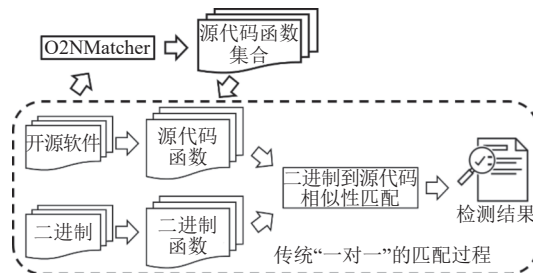 O2NMatcher
源代码函数
集合
开源软件
源代码
函数
二进制
二进制
函数
二进制到源代码
相似性匹配
检测结果
传统“一对一”的匹配过程